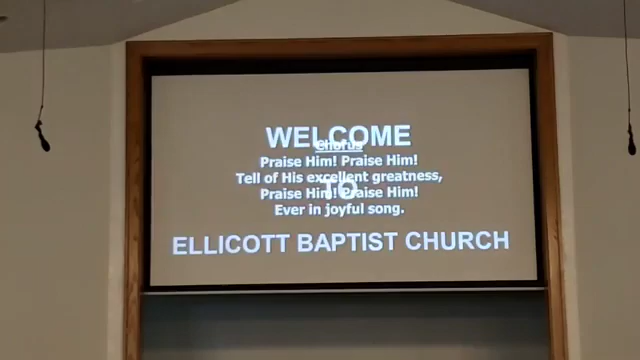 WELCOME
Chorus
Praise Him! Praise Him!
Tell of His excellent greatness,
TO
Praise Him! Praise Him!
Ever in joyful song.
ELLICOTT BAPTIST CHURCH